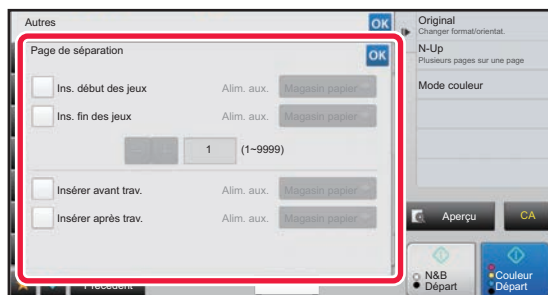 Autres
OK
Page de séparation
OK
Ins. début des jeux
Alim. aux.
Magasin papier
Ins. fin des jeux
Alim. aux.
Magasin papier
1
(1~9999)
Insérer avant trav.
Alim. aux.
Magasin papier
Insérer après trav.
Alim. aux.
Magasin papier
Précédent
Original
Changer format/orientat.
N-Up
Plusieurs pages sur une page
Mode couleur
Aperçu
CA
N&B
Départ
Couleur
Départ